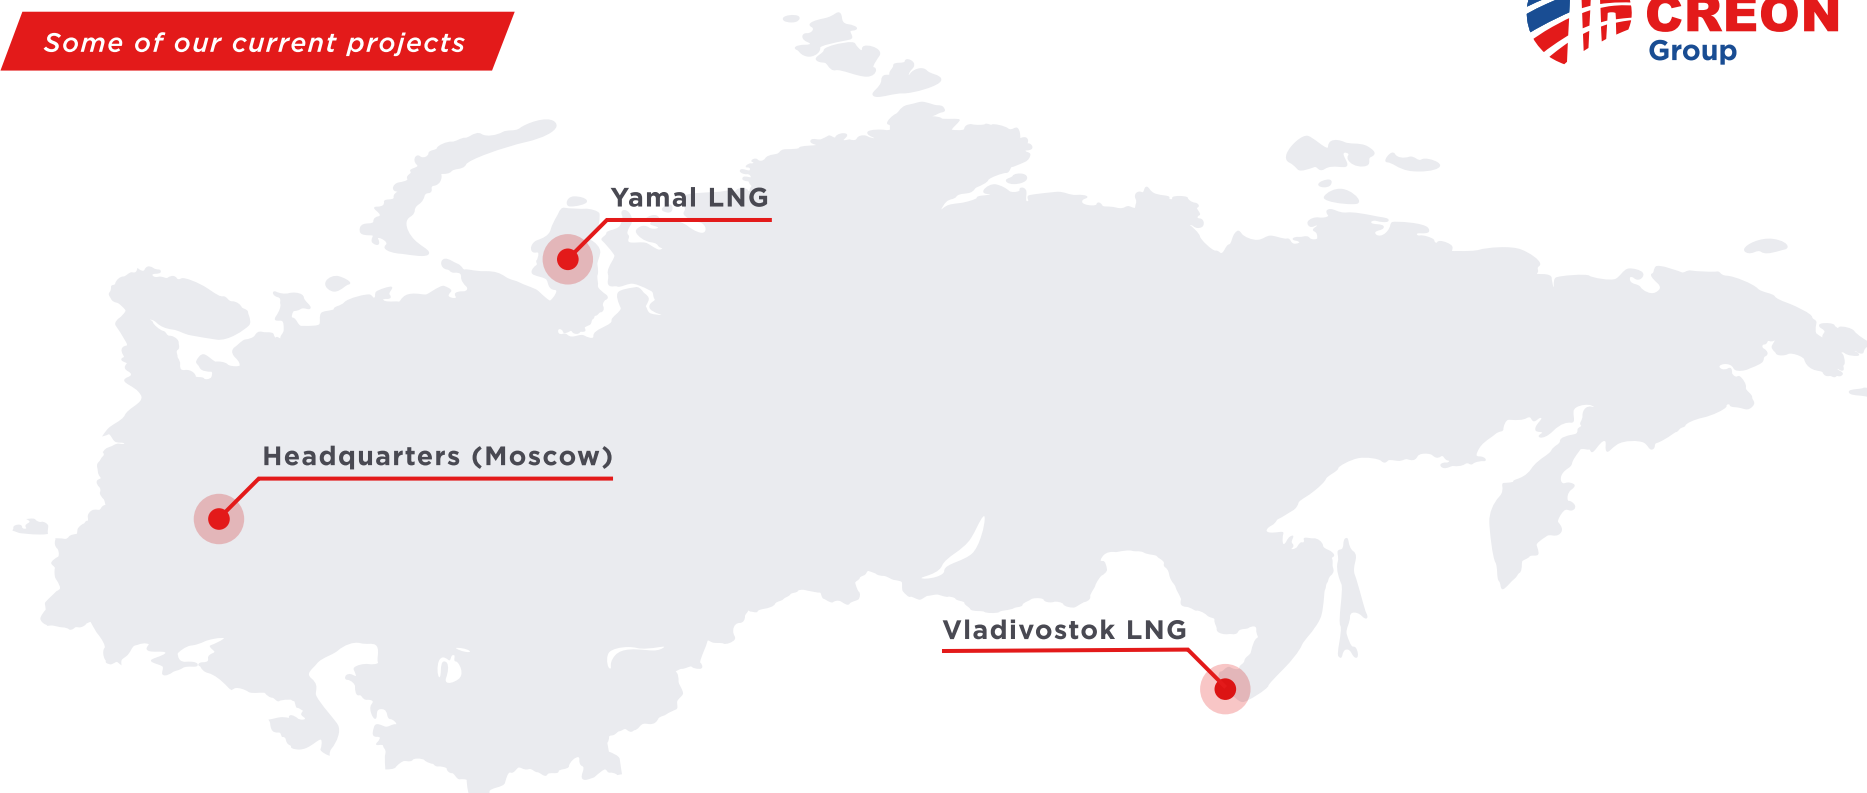 Some of our current projects
CREON
Group
Yamal LNG
Headquarters (Moscow)
Vladivostok LNG